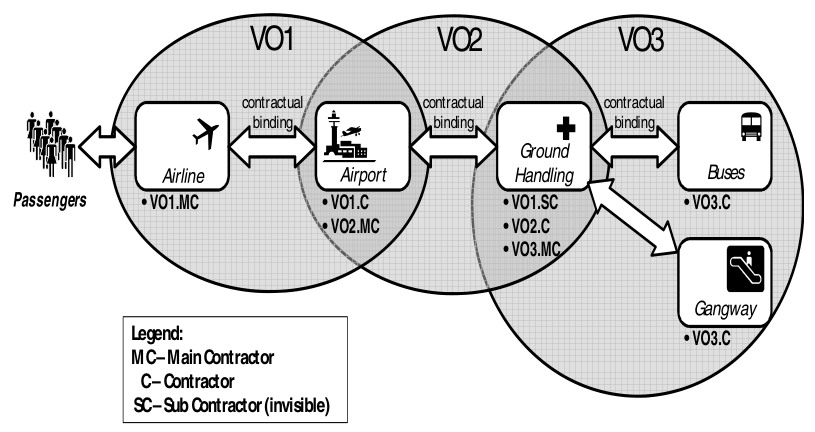 VO1
VO2
VO3
contractual
binding
contractual
binding
contractual
binding
Passengers
Airline
• VO1.MC
Airport
• VO1.C
• VO2.MC
Ground
Handling
• VO1.SC
• VO2.C
• VO3.MC
Buses
• VO3.C
Gangway
• VO3.C
Legend:
MC – Main Contractor
C – Contractor
SC – Sub Contractor (invisible)